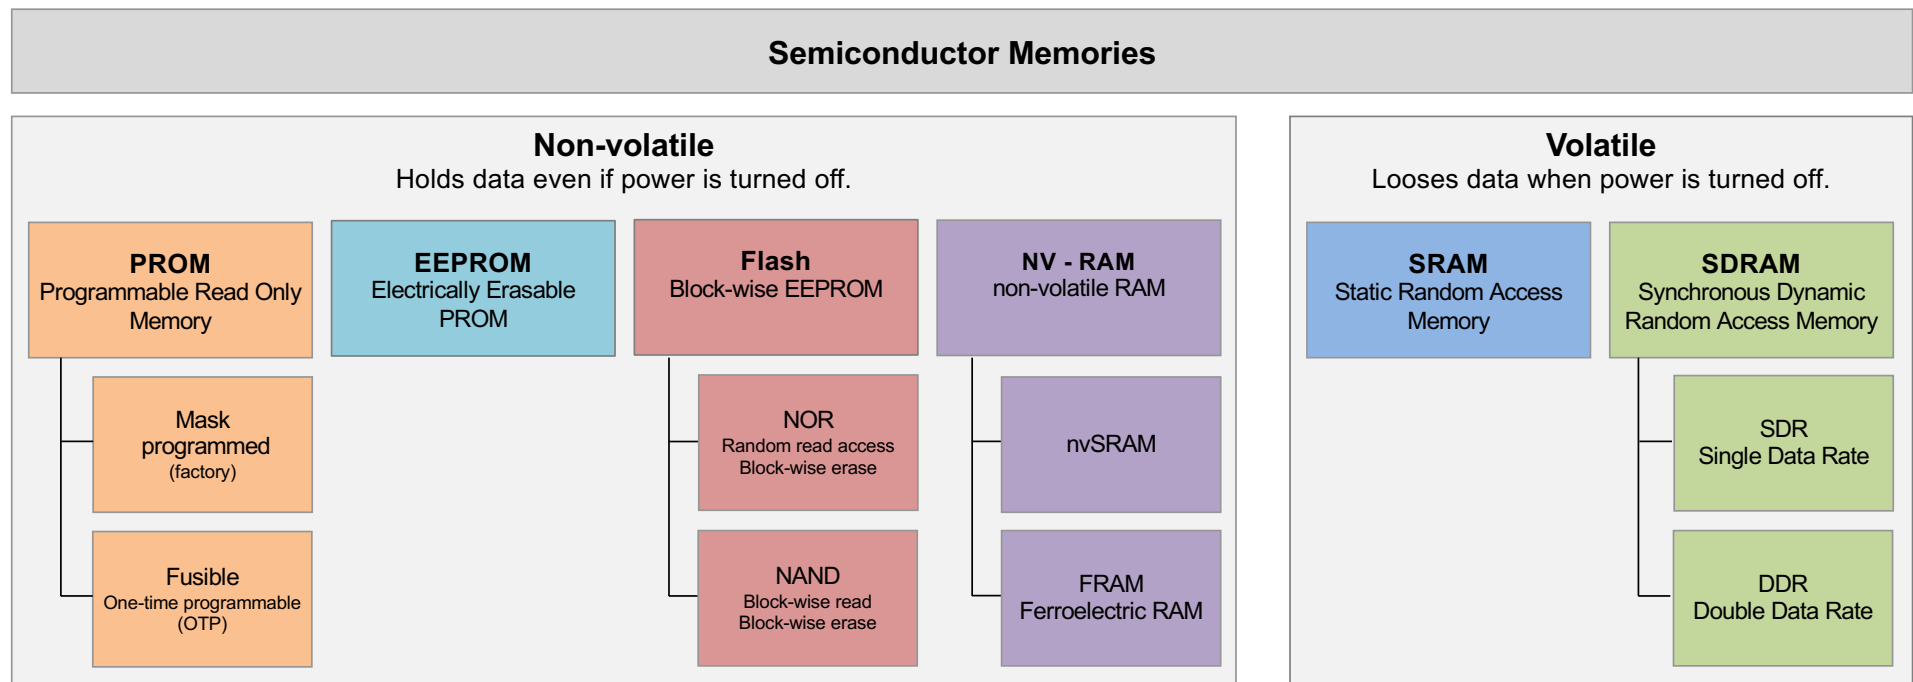 Semiconductor Memories
Non-volatile
Holds data even if power is turned off.
PROM
Programmable Read Only
Memory
Mask
programmed
(factory)
Fusible
One-time programmable
(OTP)
EEPROM
Electrically Erasable
PROM
Flash
Block-wise EEPROM
NOR
Random read access
Block-wise erase
NAND
Block-wise read
Block-wise erase
NV - RAM
non-volatile RAM
nvSRAM
FRAM
Ferroelectric RAM
Volatile
Looses data when power is turned off.
SRAM
Static Random Access
Memory
SDRAM
Synchronous Dynamic
Random Access Memory
SDR
Single Data Rate
DDR
Double Data Rate